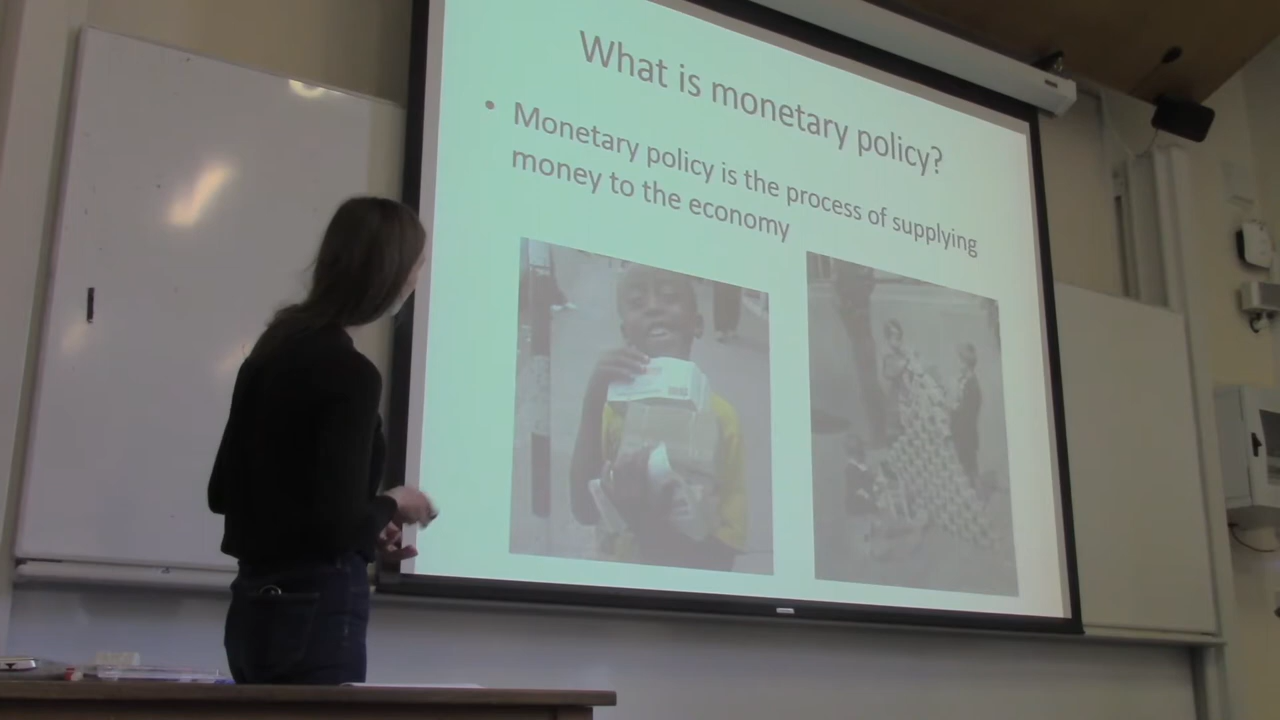 What is monetary policy?
• Monetary policy is the process of supplying
money to the economy